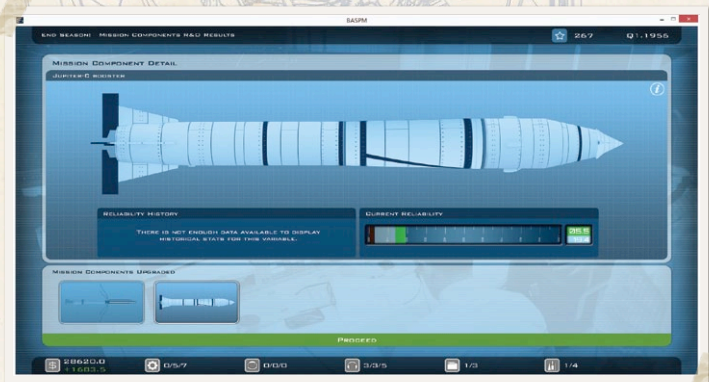 BASPM
End Season: Mission Components R&D Results
267
Q1.1956
Mission Component Detail
Jupiter-C booster
Reliability History
There is not enough data available to display
historical stats for this variable.
Current Reliability
Mission Components Upgraded
Proceed
28620.0
+1683.5
0/5/7
0/0/0
3/3/5
1/3
1/4